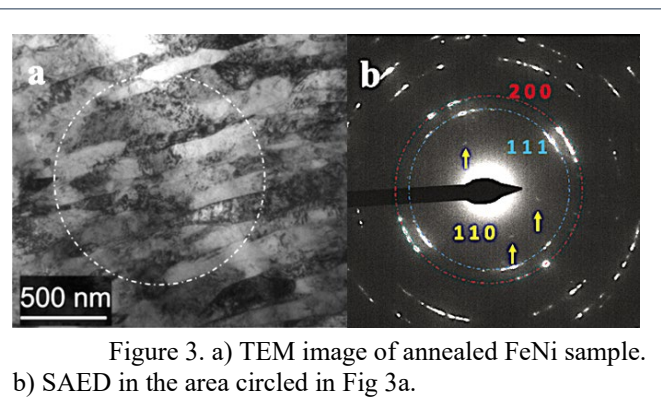 a
b
200
111
110
500 nm
Figure 3. a) TEM image of annealed FeNi sample.
b) SAED in the area circled in Fig 3a.